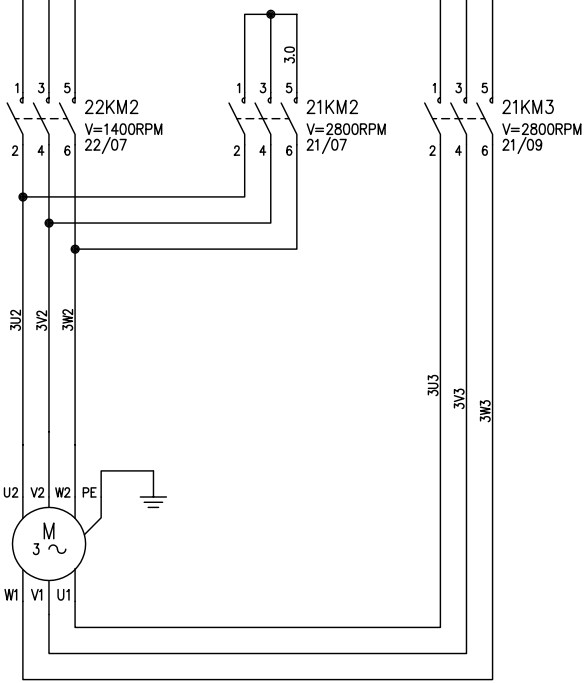 3.0
1 3 5
22KM2
V=1400RPM
22/07
2 4 6
1 3 5
21KM2
V=2800RPM
21/07
2 4 6
1 3 5
21KM3
V=2800RPM
21/09
2 4 6
3U2
3V2
3W2
3U3
3V3
3W3
U2 V2 W2 PE
M
3 ~
W1 V1 U1